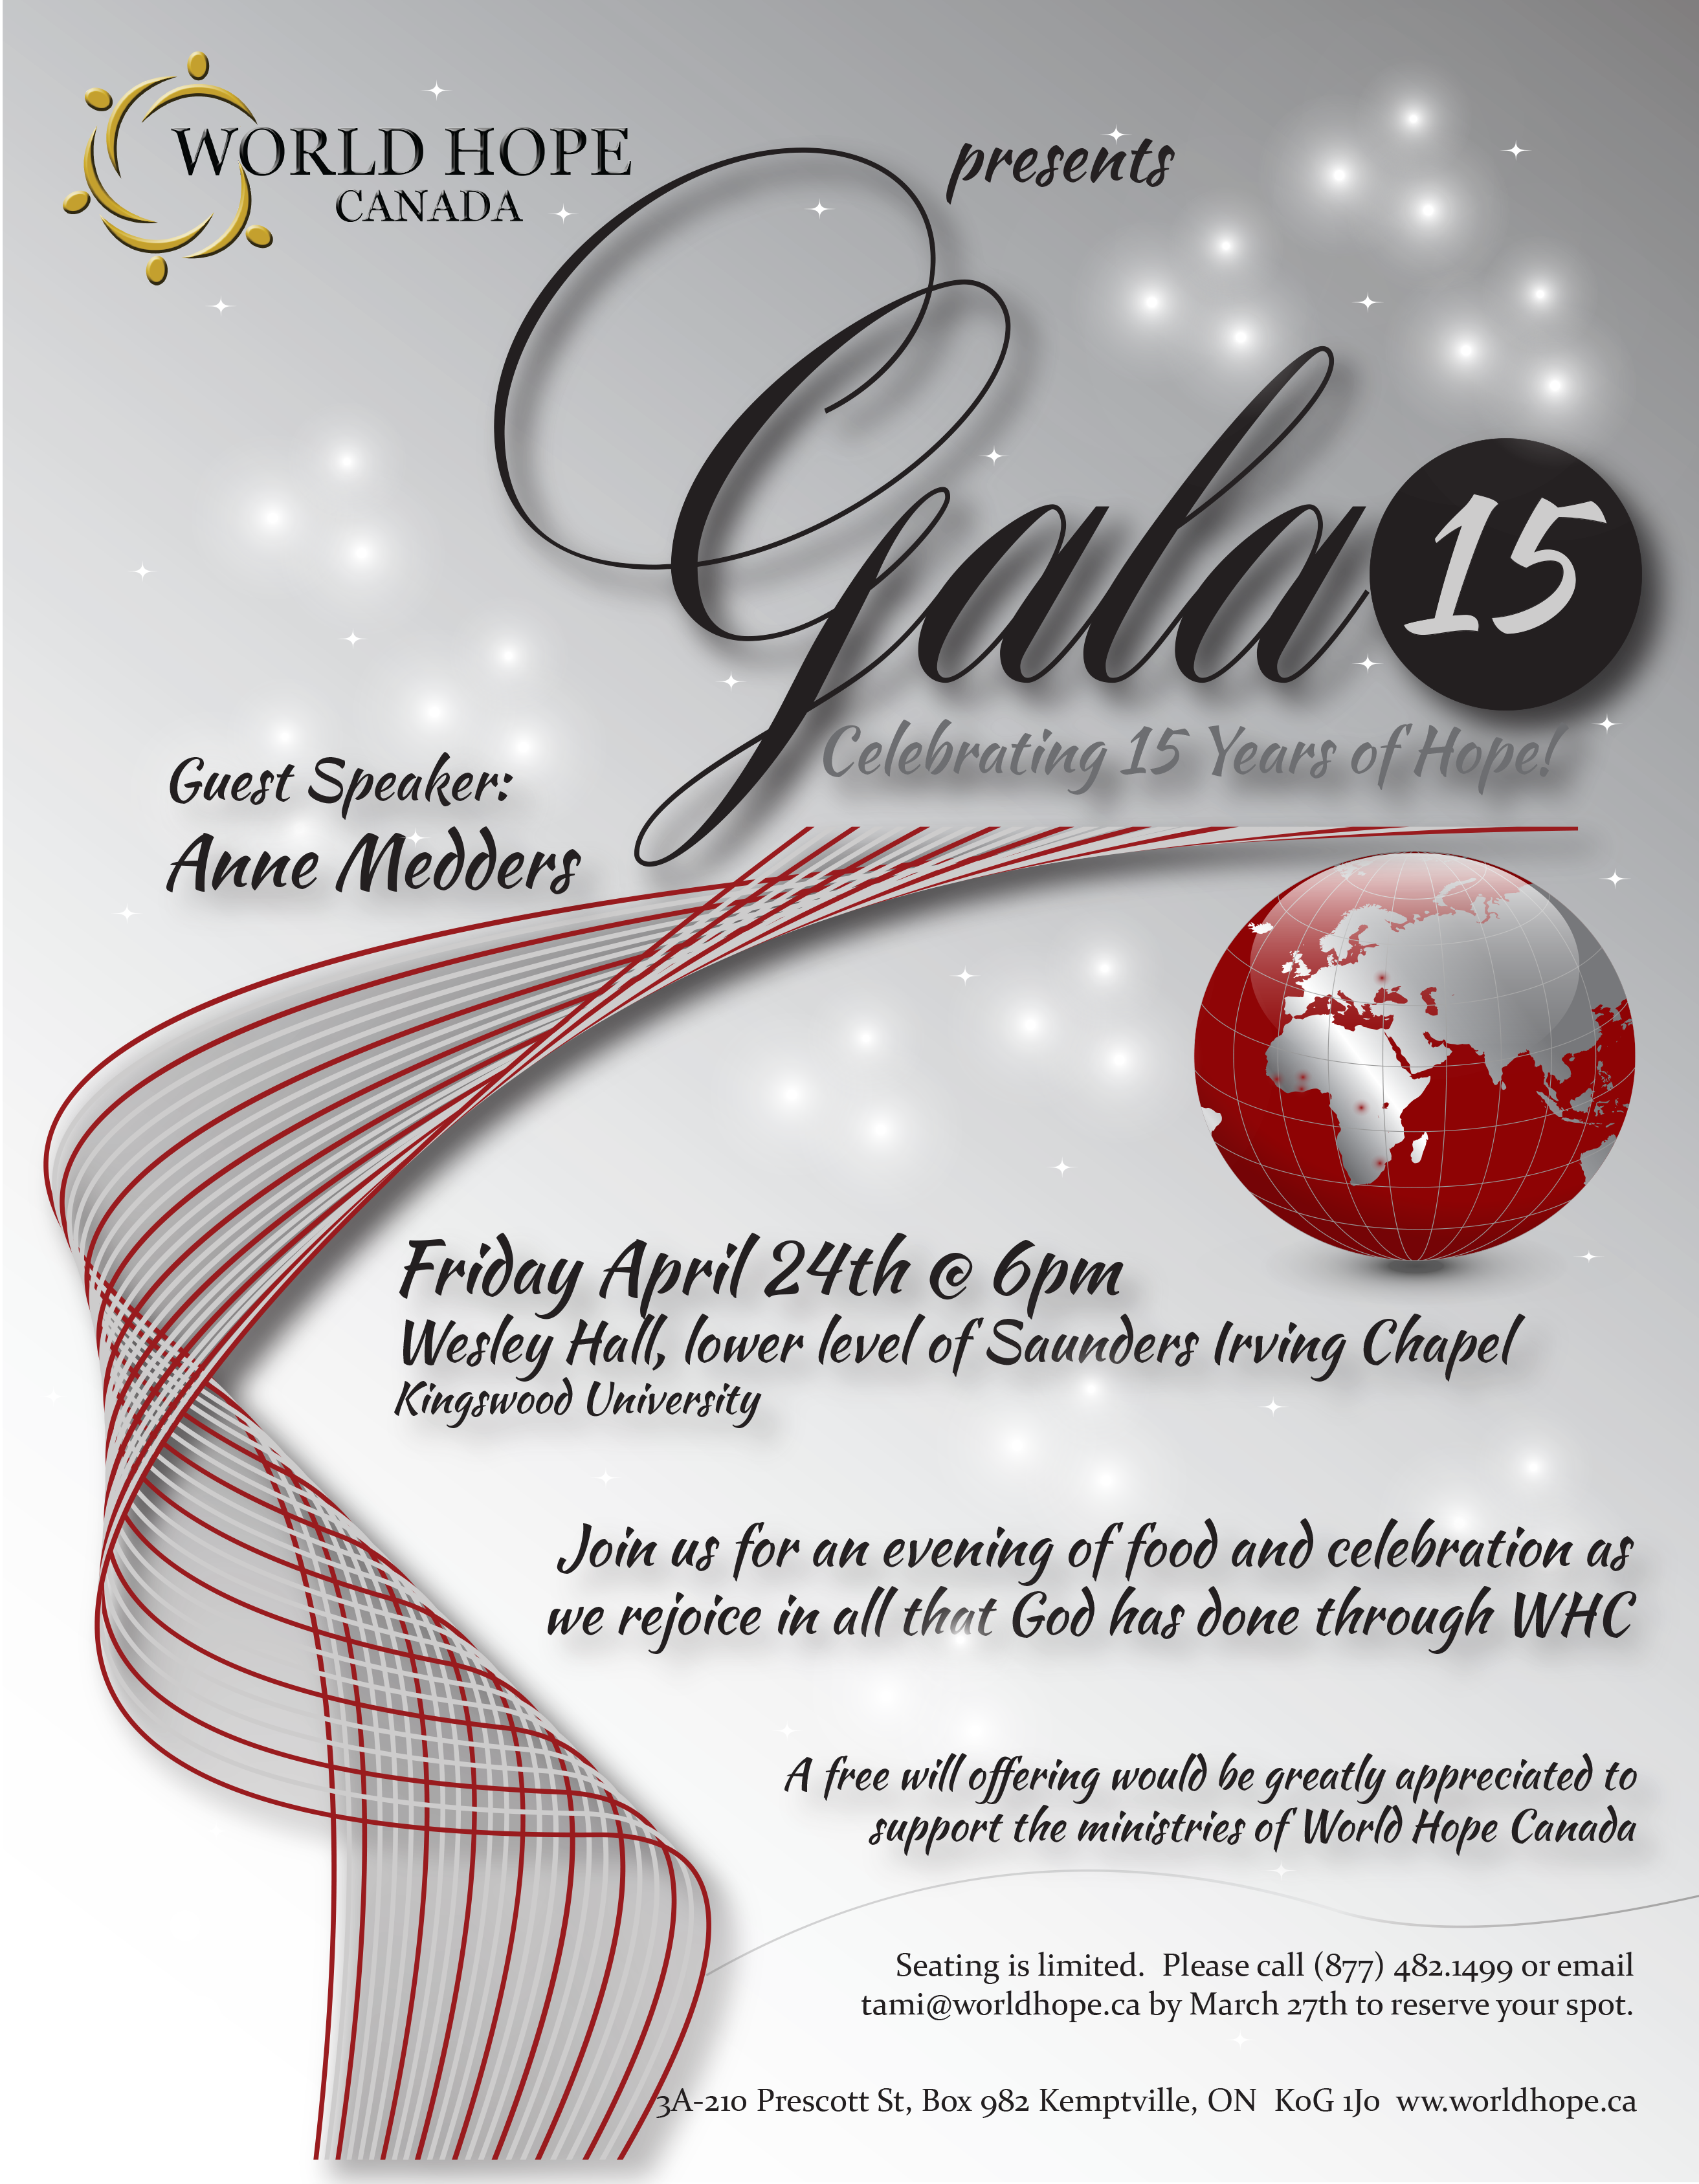 WORLD HOPE
CANADA
presents
Gala 15
Celebrating 15 Years of Hope!
Guest Speaker:
Anne Medders
Friday April 24th @ 6pm
Wesley Hall, lower level of Saunders Irving Chapel
Kingswood University
Join us for an evening of food and celebration as
we rejoice in all that God has done through WHC
A free will offering would be greatly appreciated to
support the ministries of World Hope Canada
Seating is limited.  Please call (877) 482.1499 or email
tami@worldhope.ca by March 27th to reserve your spot.
3A-210 Prescott St, Box 982 Kemptville, ON  K0G 1J0  ww.worldhope.ca